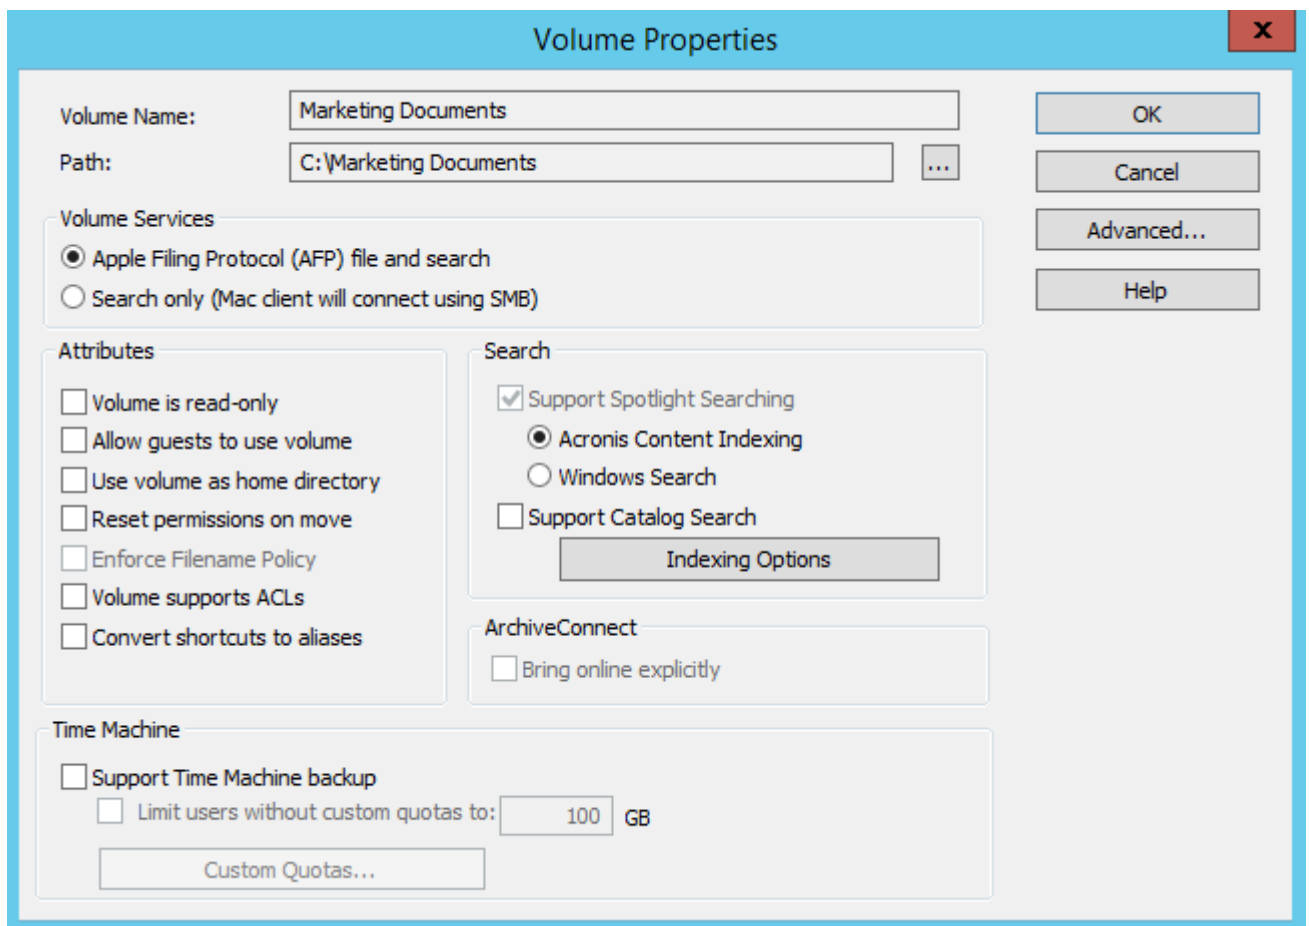 Volume Properties
x
Volume Name:
Marketing Documents
OK
Path:
C:\Marketing Documents
...
Cancel
Volume Services
Advanced...
Apple Filing Protocol (AFP) file and search
Search only (Mac client will connect using SMB)
Help
Attributes
Volume is read-only
Allow guests to use volume
Use volume as home directory
Reset permissions on move
Enforce Filename Policy
Volume supports ACLs
Convert shortcuts to aliases
Search
Support Spotlight Searching
Acronis Content Indexing
Windows Search
Support Catalog Search
Indexing Options
ArchiveConnect
Bring online explicitly
Time Machine
Support Time Machine backup
Limit users without custom quotas to: 100 GB
Custom Quotas...